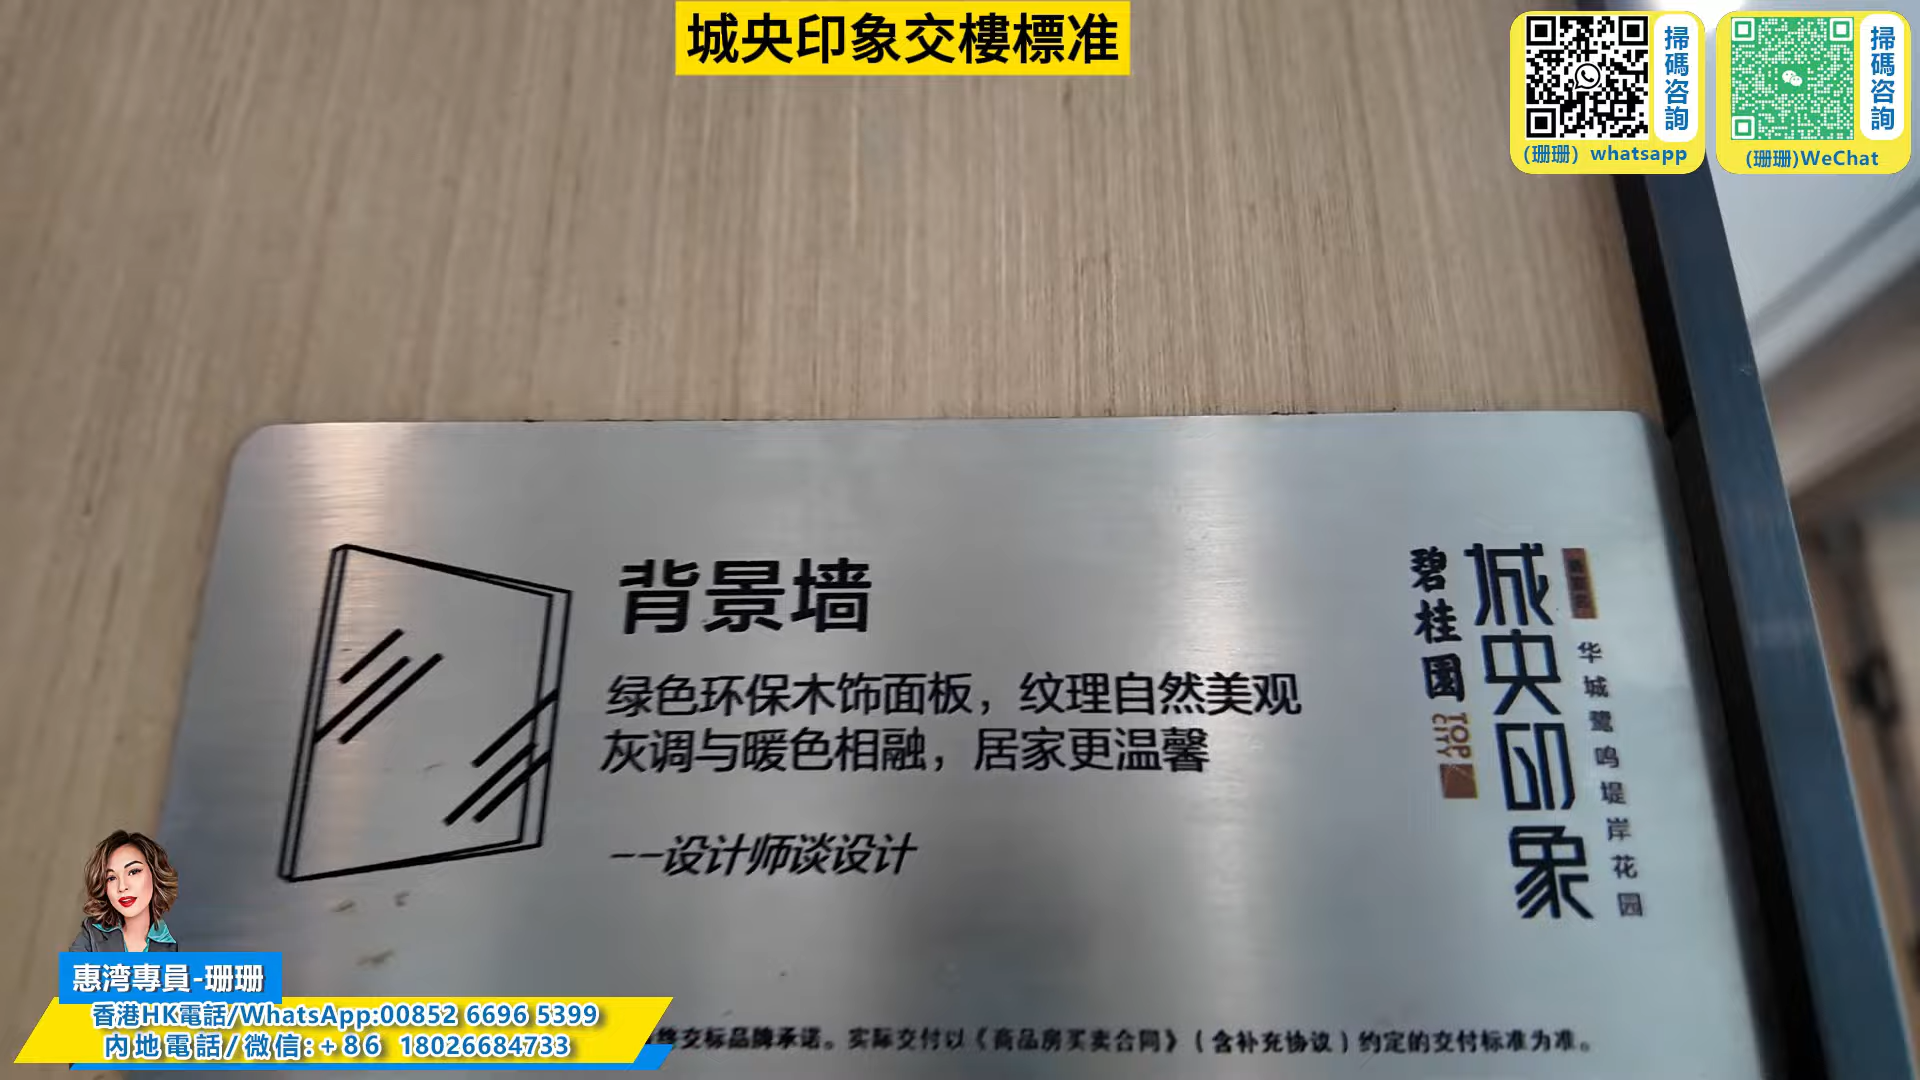 城央印象交樓標准
掃碼咨詢
(珊珊) whatsapp
掃碼咨詢
(珊珊)WeChat
背景墙
绿色环保木饰面板，纹理自然美观
灰调与暖色相融，居家更温馨
--设计师谈设计
碧桂园
TOP
CITY
城央印象
华城鹭鸣堤岸花园
惠湾專員-珊珊
香港HK電話/WhatsApp:00852 6696 5399
内地電話/微信:+86 18026684733
终交标品牌承诺。实际交付以《商品房买卖合同》(含补充协议)约定的交付标准为准。